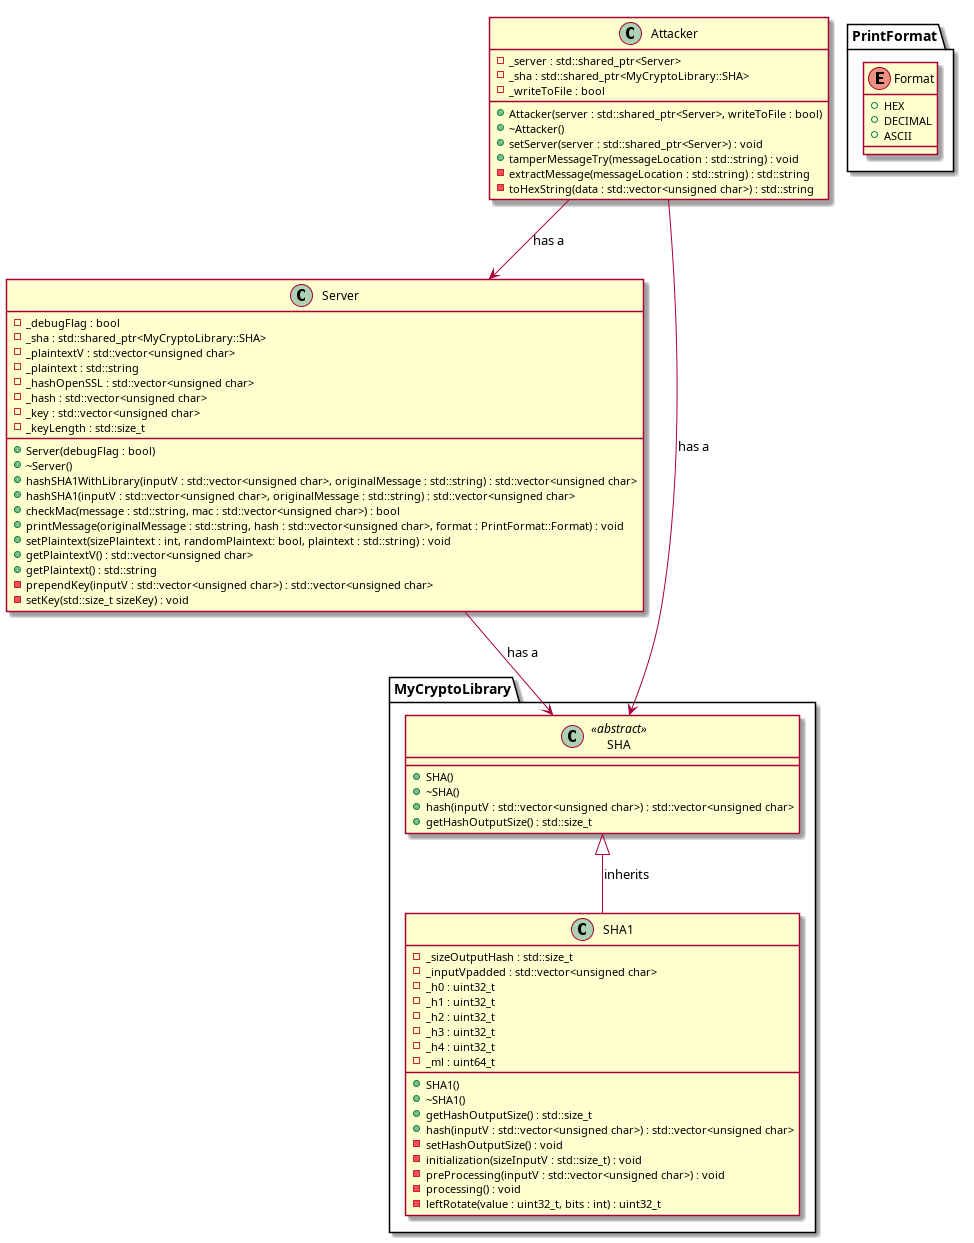 C Attacker
_server : std::shared_ptr<Server>
_sha : std::shared_ptr<MyCryptoLibrary::SHA>
_writeToFile : bool
Attacker(server : std::shared_ptr<Server>, writeToFile : bool)
~Attacker()
setServer(server : std::shared_ptr<Server>) : void
tamperMessageTry(messageLocation : std::string) : void
extractMessage(messageLocation : std::string) : std::string
toHexString(data : std::vector<unsigned char>) : std::string
PrintFormat
E Format
HEX
DECIMAL
ASCII
has a
C Server
_debugFlag : bool
_sha : std::shared_ptr<MyCryptoLibrary::SHA>
_plaintextV : std::vector<unsigned char>
_plaintext : std::string
_hashOpenSSL : std::vector<unsigned char>
_hash : std::vector<unsigned char>
_key : std::vector<unsigned char>
_keyLength : std::size_t
Server(debugFlag : bool)
~Server()
hashSHA1WithLibrary(inputV : std::vector<unsigned char>, originalMessage : std::string) : std::vector<unsigned char>
hashSHA1(inputV : std::vector<unsigned char>, originalMessage : std::string) : std::vector<unsigned char>
checkMac(message : std::string, mac : std::vector<unsigned char>) : bool
printMessage(originalMessage : std::string, hash : std::vector<unsigned char>, format : PrintFormat::Format) : void
setPlaintext(sizePlaintext : int, randomPlaintext: bool, plaintext : std::string) : void
getPlaintextV() : std::vector<unsigned char>
getPlaintext() : std::string
prependKey(inputV : std::vector<unsigned char>) : std::vector<unsigned char>
setKey(std::size_t sizeKey) : void
has a
has a
MyCryptoLibrary
C «abstract»
SHA
SHA()
~SHA()
hash(inputV : std::vector<unsigned char>) : std::vector<unsigned char>
getHashOutputSize() : std::size_t
inherits
C SHA1
_sizeOutputHash : std::size_t
_inputVpadded : std::vector<unsigned char>
_h0 : uint32_t
_h1 : uint32_t
_h2 : uint32_t
_h3 : uint32_t
_h4 : uint32_t
_ml : uint64_t
SHA1()
~SHA1()
getHashOutputSize() : std::size_t
hash(inputV : std::vector<unsigned char>) : std::vector<unsigned char>
setHashOutputSize() : void
initialization(sizeInputV : std::size_t) : void
preProcessing(inputV : std::vector<unsigned char>) : void
processing() : void
leftRotate(value : uint32_t, bits : int) : uint32_t